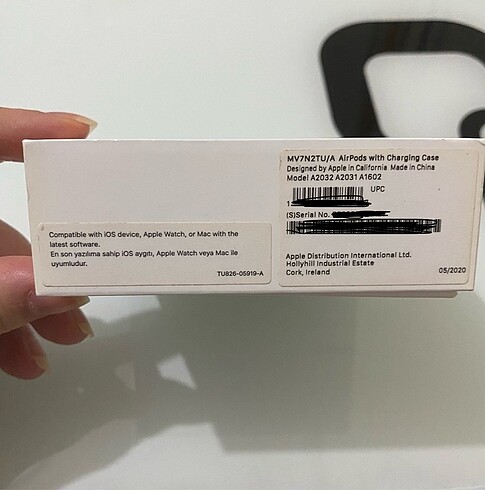 Compatible with iOS device, Apple Watch, or Mac with the
latest software.
En son yazılıma sahip iOS aygıtı, Apple Watch veya Mac ile
uyumludur.
TU826-05919-A
MV7N2TU/A AirPods with Charging Case
Designed by Apple in California Made in China
Model A2032 A2031 A1602
UPC
1
(S)Serial No.
Apple Distribution International Ltd.
Hollyhill Industrial Estate
Cork, Ireland
05/2020